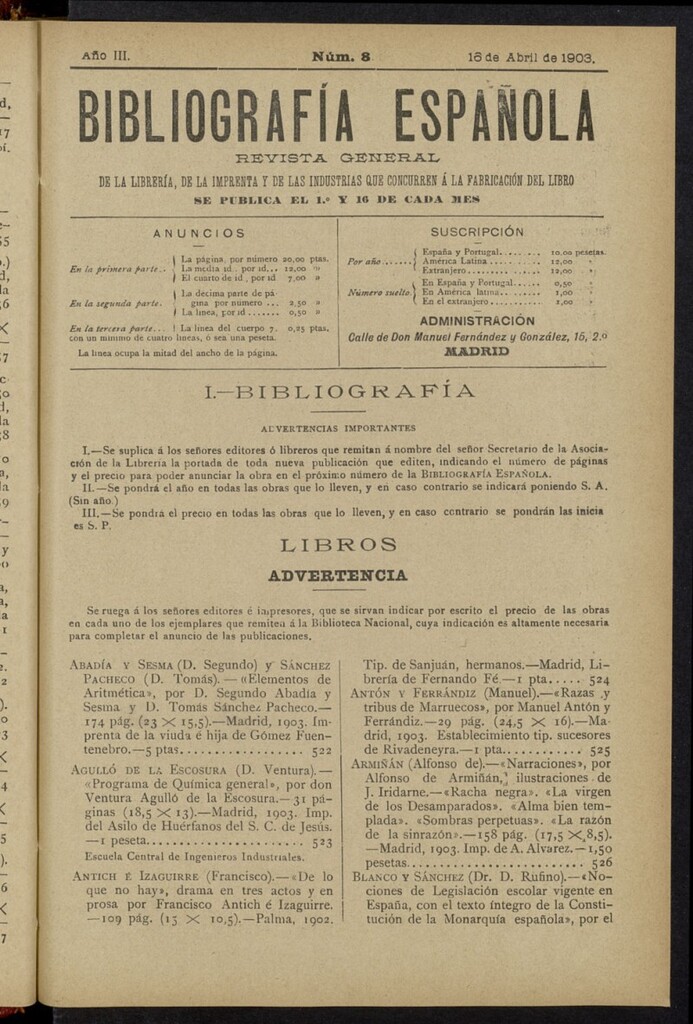 Año III.
Núm. 8
16 de Abril de 1903.
BIBLIOGRAFÍA ESPAÑOLA
REVISTA GENERAL
DE LA LIBRERÍA, DE LA IMPRENTA Y DE LAS INDUSTRIAS QUE CONCURREN Á LA FABRICACIÓN DEL LIBRO
SE PUBLICA EL 1.º Y 16 DE CADA MES
ANUNCIOS
En la primera parte.. { La página, por número 20,00 ptas.
La media id., por id... 12,00 »
El cuarto de id., por id 7,00 »
En la segunda parte. { La décima parte de pá
gina por número ... 2,50 »
La línea, por id ....... 0,50 »
En la tercera parte... { La línea del cuerpo 7. 0,25 ptas.
con un mínimo de cuatro líneas, ó sea una peseta.
La línea ocupa la mitad del ancho de la página.
SUSCRIPCIÓN
Por año....... { España y Portugal........ 10,00 pesetas.
América Latina.......... 12,00 »
Extranjero.............. 12,00 »
Número suelto. { En España y Portugal..... 0,50 »
En América latina....... 1,00 »
En el extranjero......... 1,00 »
ADMINISTRACIÓN
Calle de Don Manuel Fernández y González, 15, 2.º
MADRID
I.—BIBLIOGRAFÍA
ADVERTENCIAS IMPORTANTES
I.—Se suplica á los señores editores ó libreros que remitan á nombre del señor Secretario de la Asocia-
ción de la Librería la portada de toda nueva publicación que editen, indicando el número de páginas
y el precio para poder anunciar la obra en el próximo número de la BIBLIOGRAFÍA ESPAÑOLA.
II.—Se pondrá el año en todas las obras que lo lleven, y en caso contrario se indicará poniendo S. A.
(Sin año.)
III.—Se pondrá el precio en todas las obras que lo lleven, y en caso contrario se pondrán las inicia
es S. P.
LIBROS
ADVERTENCIA
Se ruega á los señores editores é impresores, que se sirvan indicar por escrito el precio de las obras
en cada uno de los ejemplares que remiten á la Biblioteca Nacional, cuya indicación es altamente necesaria
para completar el anuncio de las publicaciones.
ABADÍA Y SESMA (D. Segundo) y SÁNCHEZ
PACHECO (D. Tomás).—«Elementos de
Aritmética», por D. Segundo Abadía y
Sesma y D. Tomás Sánchez Pacheco.—
174 pág. (23 × 15,5).—Madrid, 1903. Im-
prenta de la viuda é hija de Gómez Fuen-
tenebro.—5 ptas................. 522
AGULLÓ DE LA ESCOSURA (D. Ventura).—
«Programa de Química general», por don
Ventura Agulló de la Escosura.—31 pá-
ginas (18,5 × 13).—Madrid, 1903. Imp.
del Asilo de Huérfanos del S. C. de Jesús.
—1 peseta....................... 523
Escuela Central de Ingenieros Industriales.
ANTICH É IZAGUIRRE (Francisco).—«De lo
que no hay», drama en tres actos y en
prosa por Francisco Antich é Izaguirre.
—109 pág. (13 × 10,5).—Palma, 1902.
Tip. de Sanjuán, hermanos.—Madrid, Li-
brería de Fernando Fé.—1 pta..... 524
ANTÓN Y FERRÁNDIZ (Manuel).—«Razas y
tribus de Marruecos», por Manuel Antón y
Ferrándiz.—29 pág. (24,5 × 16).—Ma-
drid, 1903. Establecimiento tip. sucesores
de Rivadeneyra.—1 pta........... 525
ARMIÑÁN (Alfonso de).—«Narraciones», por
Alfonso de Armiñán, ilustraciones de
J. Iridarne.—«Racha negra». «La virgen
de los Desamparados». «Alma bien tem-
plada». «Sombras perpetuas». «La razón
de la sinrazón».—158 pág. (17,5 × 8,5).
—Madrid, 1903. Imp. de A. Alvarez.—1,50
pesetas.......................... 526
BLANCO Y SÁNCHEZ (Dr. D. Rufino).—«No-
ciones de Legislación escolar vigente en
España, con el texto íntegro de la Consti-
tución de la Monarquía española», por el